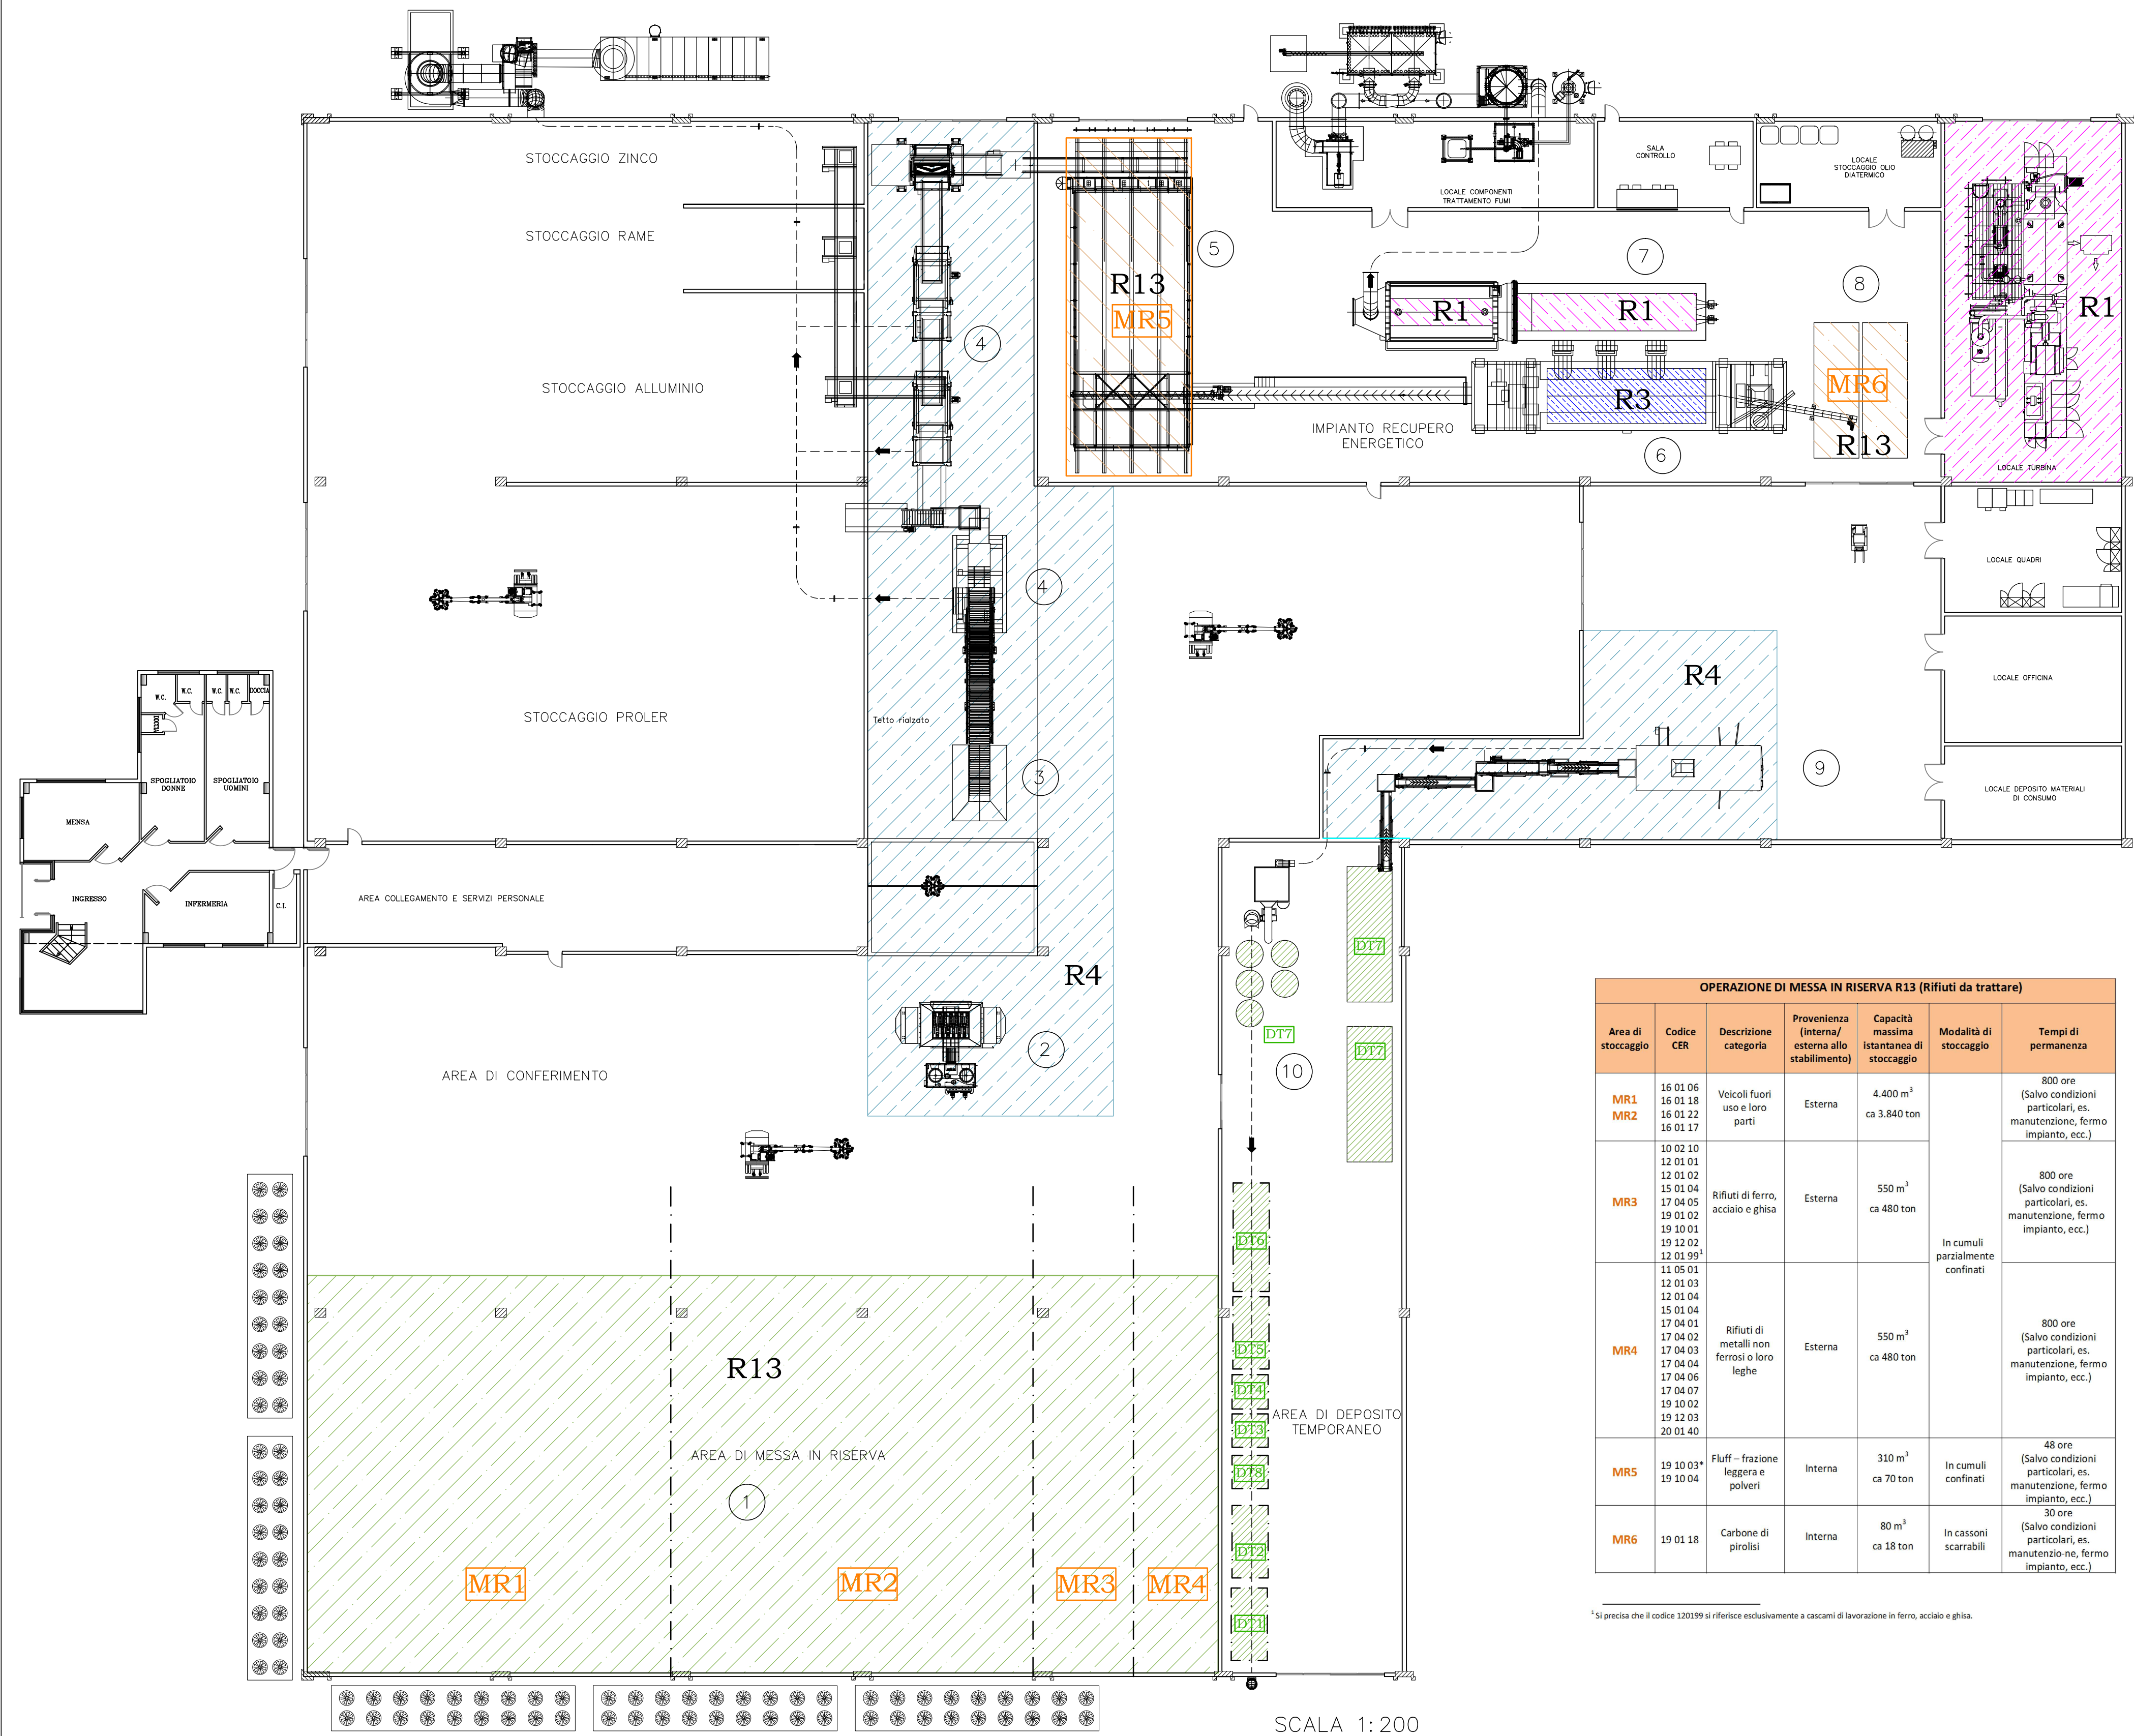 STOCCAGGIO ZINCO
STOCCAGGIO RAME
STOCCAGGIO ALLUMINIO
STOCCAGGIO PROLER
4
4
3
Tetto rialzato
R13
MR5
5
LOCALE COMPONENTI
TRATTAMENTO FUMI
SALA
CONTROLLO
LOCALE
STOCCAGGIO OLIO
DIATERMICO
7
8
R1
R1
R1
R3
MR6
R13
IMPIANTO RECUPERO
ENERGETICO
6
LOCALE TURBINA
LOCALE QUADRI
LOCALE OFFICINA
LOCALE DEPOSITO MATERIALI
DI CONSUMO
R4
9
W.C.
W.C.
W.C.
W.C.
DOCCIA
SPOGLIATOIO
DONNE
SPOGLIATOIO
UOMINI
MENSA
INGRESSO
INFERMERIA
C.I.
AREA COLLEGAMENTO E SERVIZI PERSONALE
R4
2
AREA DI CONFERIMENTO
DT7
DT7
DT7
10
DT6
DT5
DT4
DT3
DT8
DT2
DT1
AREA DI DEPOSITO
TEMPORANEO
R13
AREA DI MESSA IN RISERVA
1
MR1
MR2
MR3
MR4
SCALA 1:200
OPERAZIONE DI MESSA IN RISERVA R13 (Rifiuti da trattare)
Area di
stoccaggio
Codice
CER
Descrizione
categoria
Provenienza
(interna/
esterna allo
stabilimento)
Capacità
massima
istantanea di
stoccaggio
Modalità di
stoccaggio
Tempi di
permanenza
MR1
MR2
16 01 06
16 01 18
16 01 22
16 01 17
Veicoli fuori
uso e loro
parti
Esterna
4.400 m³
ca 3.840 ton
In cumuli
parzialmente
confinati
800 ore
(Salvo condizioni
particolari, es.
manutenzione, fermo
impianto, ecc.)
MR3
10 02 10
12 01 01
12 01 02
15 01 04
17 04 05
19 01 02
19 10 01
19 12 02
12 01 99¹
Rifiuti di ferro,
acciaio e ghisa
Esterna
550 m³
ca 480 ton
800 ore
(Salvo condizioni
particolari, es.
manutenzione, fermo
impianto, ecc.)
MR4
11 05 01
12 01 03
12 01 04
15 01 04
17 04 01
17 04 02
17 04 03
17 04 04
17 04 06
17 04 07
19 10 02
19 12 03
20 01 40
Rifiuti di
metalli non
ferrosi o loro
leghe
Esterna
550 m³
ca 480 ton
800 ore
(Salvo condizioni
particolari, es.
manutenzione, fermo
impianto, ecc.)
MR5
19 10 03*
19 10 04
Fluff – frazione
leggera e
polveri
Interna
310 m³
ca 70 ton
In cumuli
confinati
48 ore
(Salvo condizioni
particolari, es.
manutenzione, fermo
impianto, ecc.)
MR6
19 01 18
Carbone di
pirolisi
Interna
80 m³
ca 18 ton
In cassoni
scarrabili
30 ore
(Salvo condizioni
particolari, es.
manutenzio-ne, fermo
impianto, ecc.)
¹ Si precisa che il codice 120199 si riferisce esclusivamente a cascami di lavorazione in ferro, acciaio e ghisa.